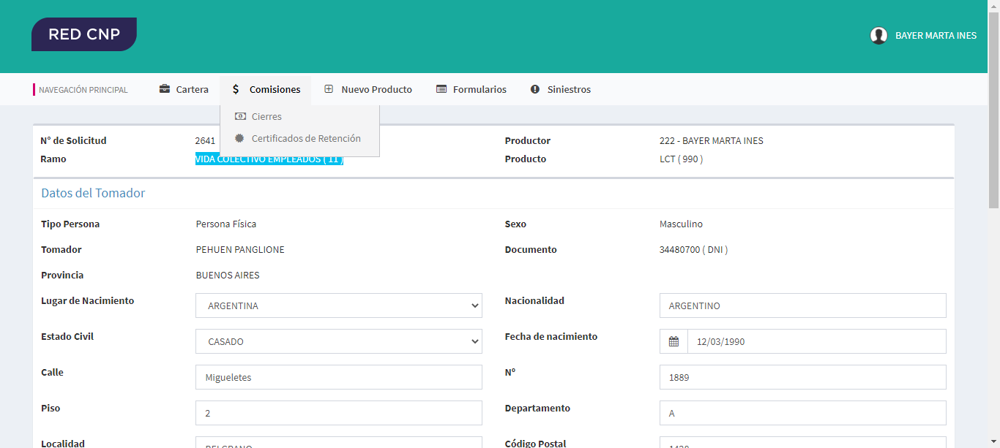 RED CNP
BAYER MARTA INES
NAVEGACIÓN PRINCIPAL
Cartera
Comisiones
Nuevo Producto
Formularios
Siniestros
Cierres
Certificados de Retención
N° de Solicitud 2641
Productor 222 - BAYER MARTA INES
Ramo VIDA COLECTIVO EMPLEADOS ( 11 )
Producto LCT ( 990 )
Datos del Tomador
Tipo Persona Persona Física
Sexo Masculino
Tomador PEHUEN PANGLIONE
Documento 34480700 ( DNI )
Provincia BUENOS AIRES
Lugar de Nacimiento ARGENTINA
Nacionalidad ARGENTINO
Estado Civil CASADO
Fecha de nacimiento 12/03/1990
Calle Migueletes
Nº 1889
Piso 2
Departamento A
Localidad BELGRANO
Código Postal 1428